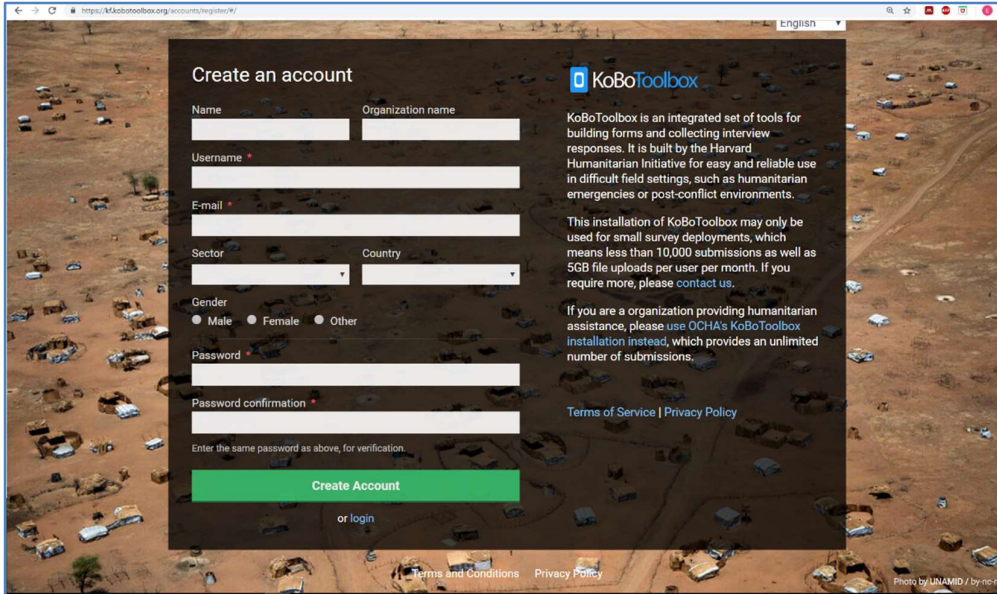 https://kf.kobotoolbox.org/accounts/register/#/
English
Create an account
Name
Organization name
Username *
E-mail *
Sector
Country
Gender
Male
Female
Other
Password *
Password confirmation *
Enter the same password as above, for verification.
Create Account
or login
KoBoToolbox
KoBoToolbox is an integrated set of tools for
building forms and collecting interview
responses. It is built by the Harvard
Humanitarian Initiative for easy and reliable use
in difficult field settings, such as humanitarian
emergencies or post-conflict environments.
This installation of KoBoToolbox may only be
used for small survey deployments, which
means less than 10,000 submissions as well as
5GB file uploads per user per month. If you
require more, please contact us.
If you are a organization providing humanitarian
assistance, please use OCHA's KoBoToolbox
installation instead, which provides an unlimited
number of submissions.
Terms of Service | Privacy Policy
Terms and Conditions
Privacy Policy
Photo by UNAMID / by-nc-